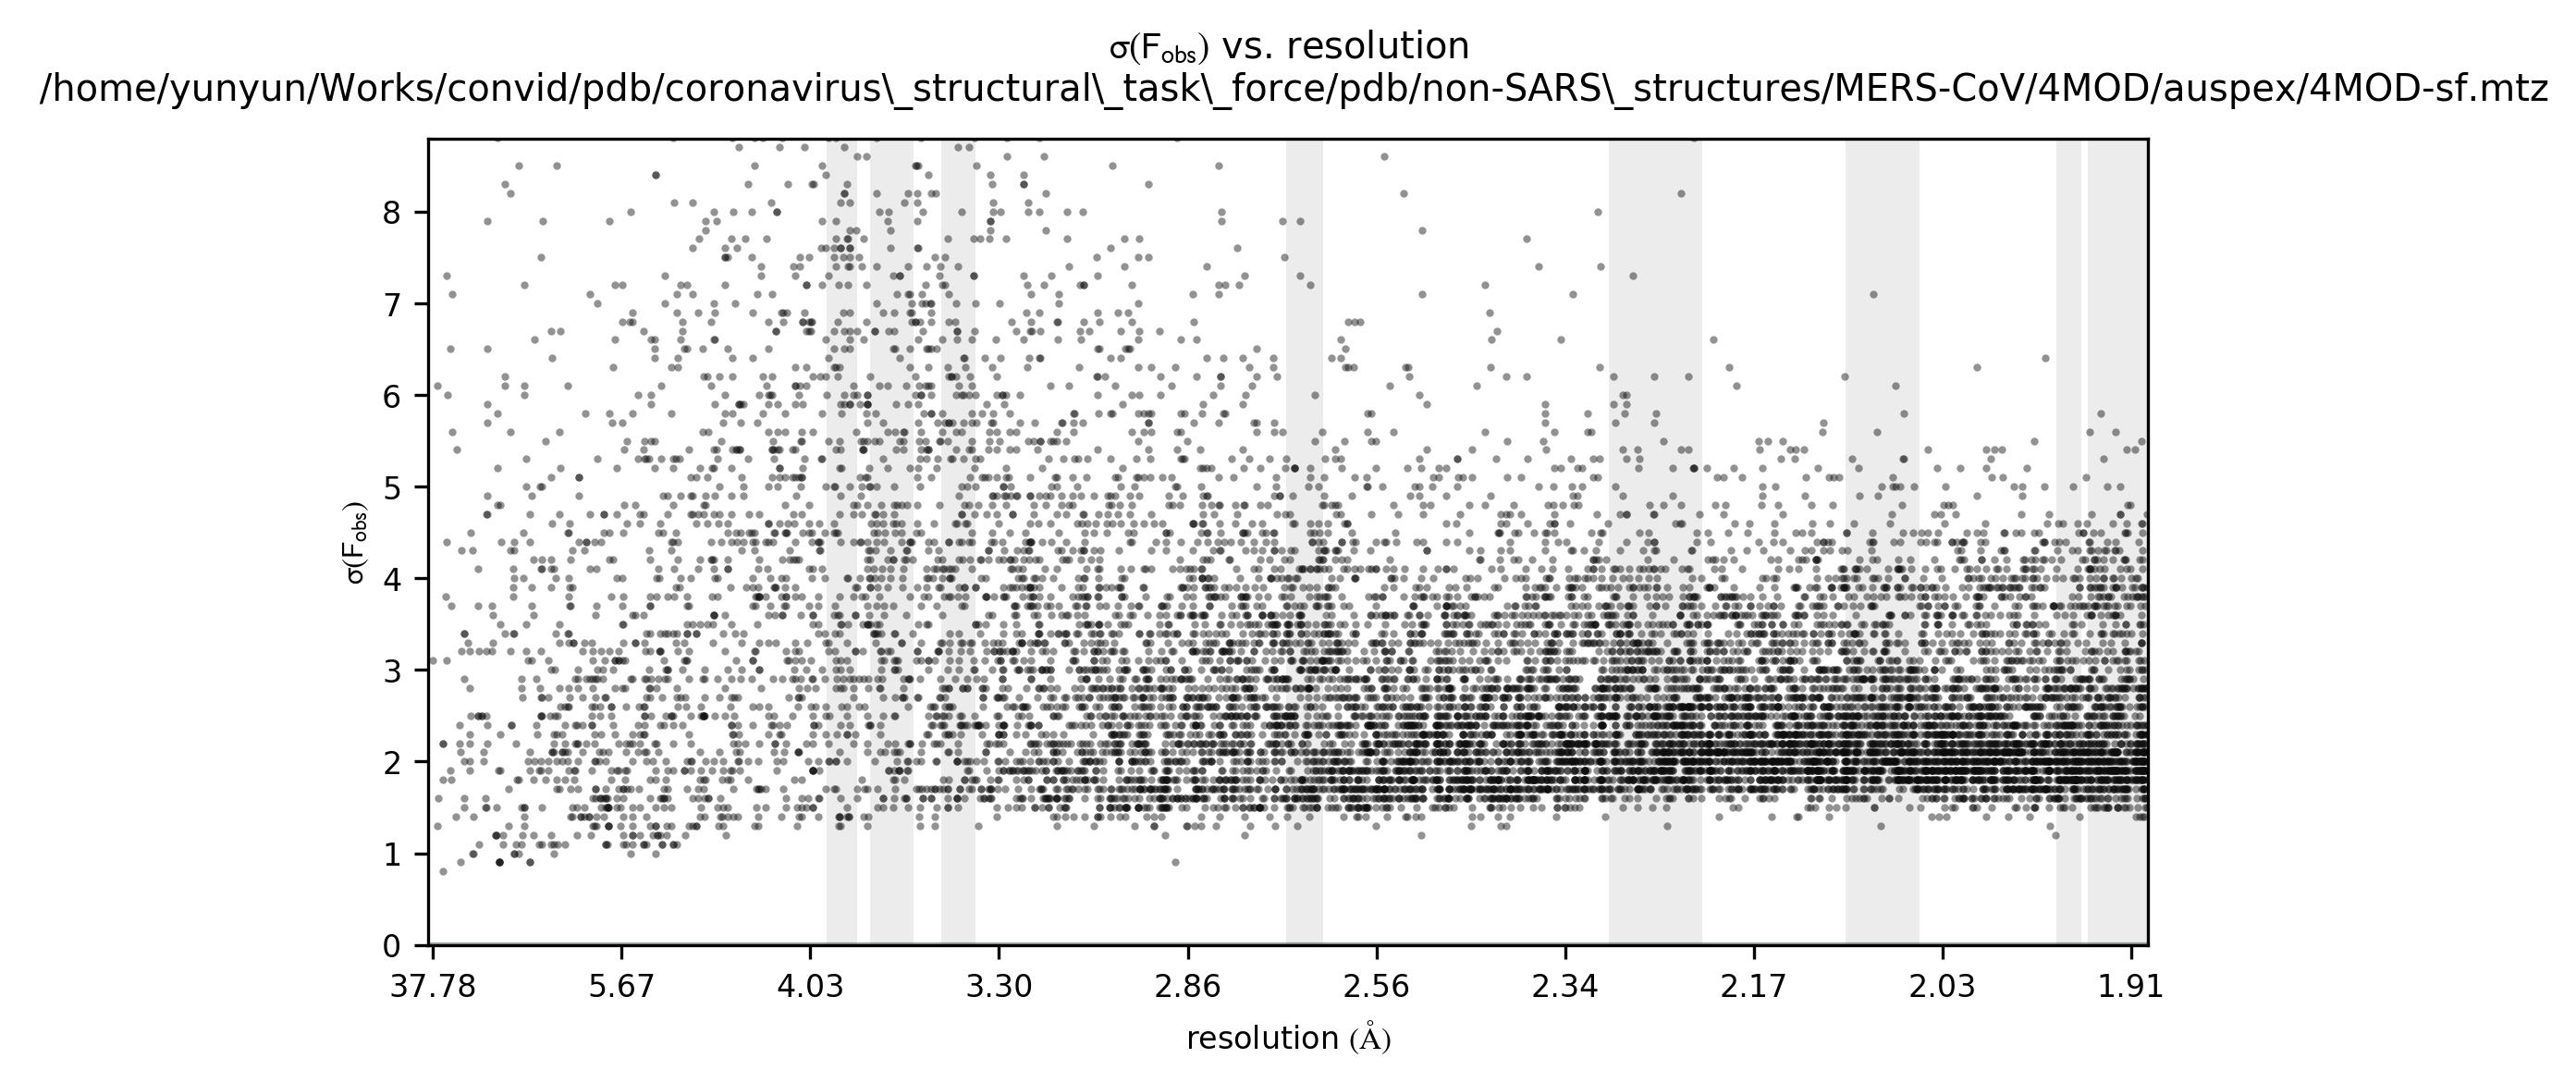 σ(Fobs) vs. resolution
/home/yunyun/Works/convid/pdb/coronavirus\_structural\_task\_force/pdb/non-SARS\_structures/MERS-CoV/4MOD/auspex/4MOD-sf.mtz
8
7
6
5
4
3
2
1
0
σ(Fobs)
37.78 5.67 4.03 3.30 2.86 2.56 2.34 2.17 2.03 1.91
resolution (Å)